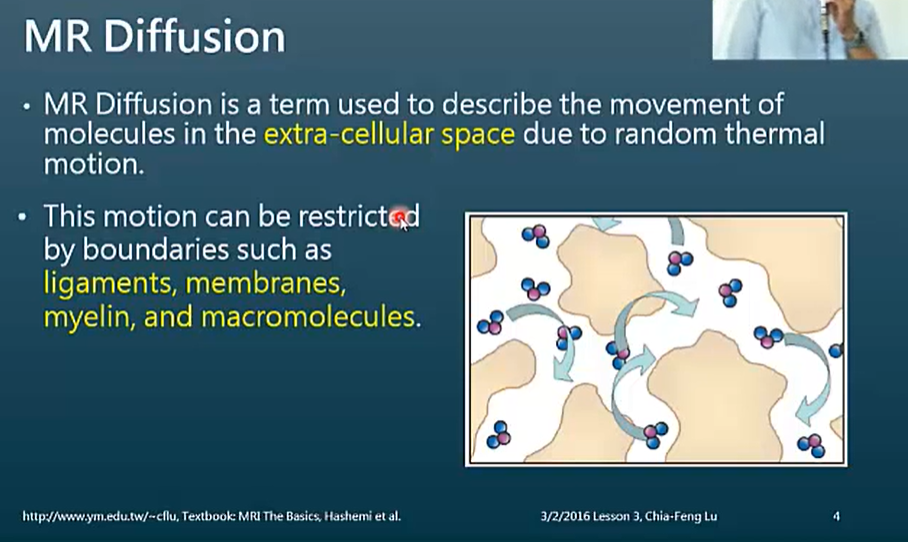 MR Diffusion
• MR Diffusion is a term used to describe the movement of
molecules in the extra-cellular space due to random thermal
motion.
• This motion can be restricted
by boundaries such as
ligaments, membranes,
myelin, and macromolecules.
http://www.ym.edu.tw/~cflu, Textbook: MRI The Basics, Hashemi et al.
3/2/2016 Lesson 3, Chia-Feng Lu
4